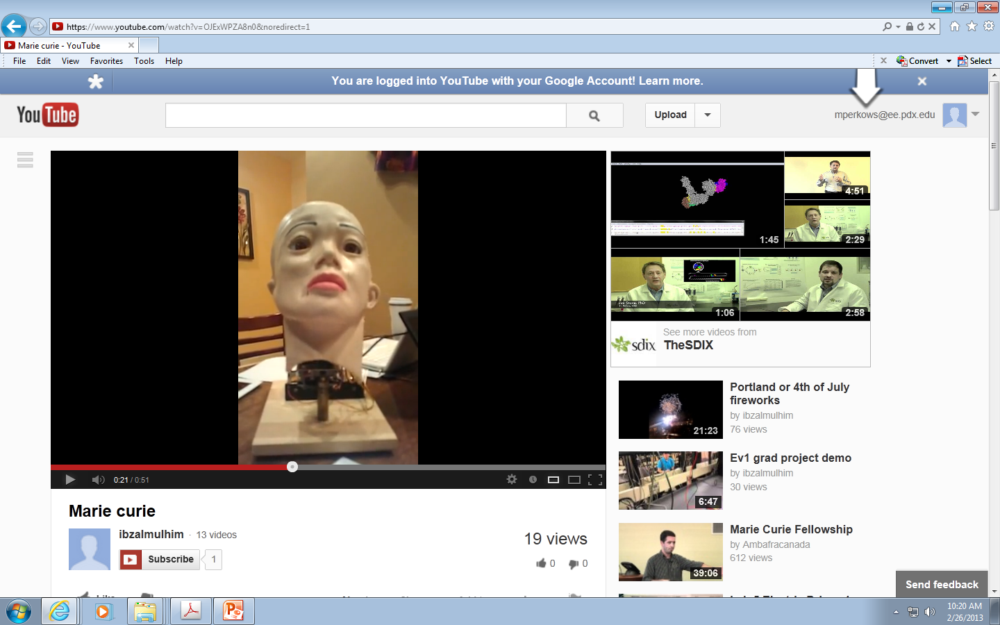 https://www.youtube.com/watch?v=OJExWPZA8n0&noredirect=1
Marie curie - YouTube
File Edit View Favorites Tools Help
Convert Select
You are logged into YouTube with your Google Account! Learn more.
YouTube
Upload
mperkows@ee.pdx.edu
4:51
1:45
2:29
1:06
2:58
See more videos from
sdix
TheSDIX
Portland or 4th of July
fireworks
by ibzalmulhim
76 views
21:23
Ev1 grad project demo
by ibzalmulhim
30 views
6:47
Marie Curie Fellowship
by Ambafracanada
612 views
39:06
0:21 / 0:51
Marie curie
ibzalmulhim · 13 videos
Subscribe 1
19 views
0 0
Send feedback
10:20 AM
2/26/2013